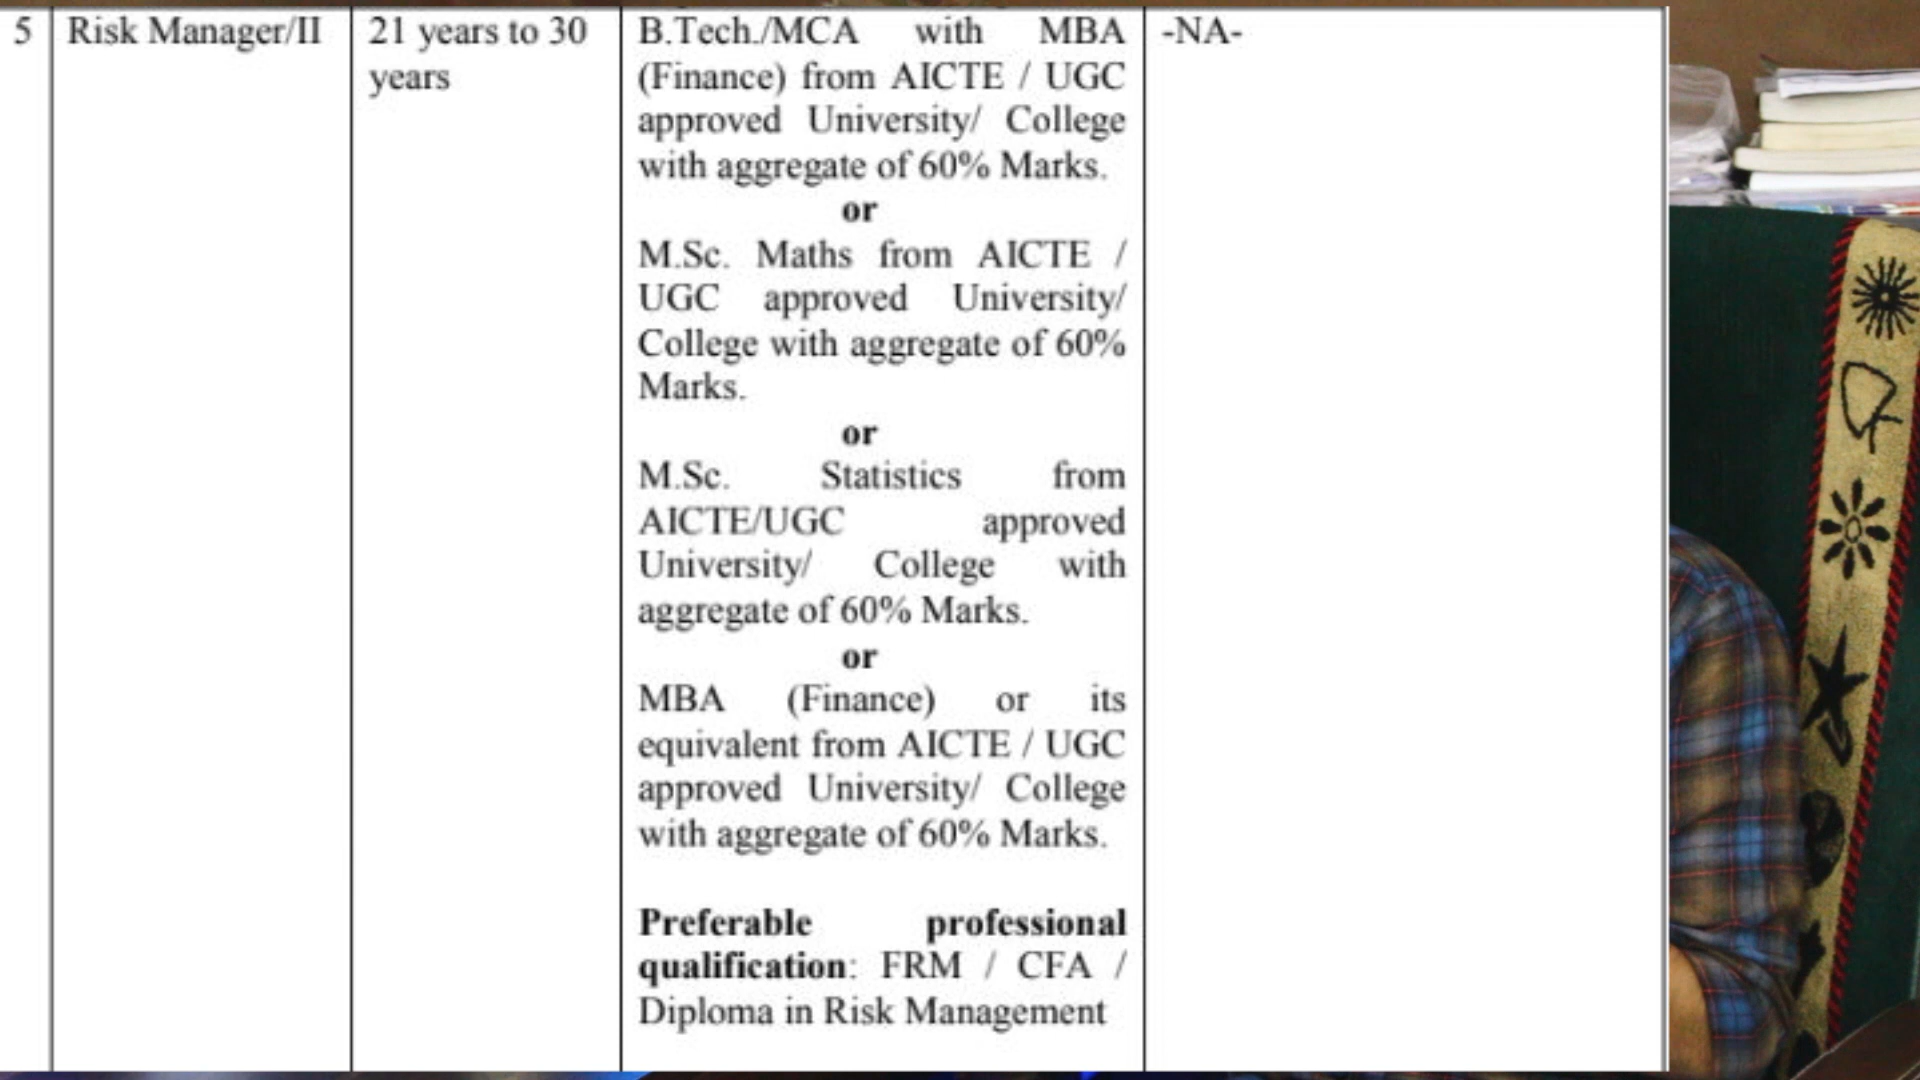 5
Risk Manager/II
21 years to 30
years
B.Tech./MCA with MBA
(Finance) from AICTE / UGC
approved University/ College
with aggregate of 60% Marks.
or
M.Sc. Maths from AICTE /
UGC approved University/
College with aggregate of 60%
Marks.
or
M.Sc. Statistics from
AICTE/UGC approved
University/ College with
aggregate of 60% Marks.
or
MBA (Finance) or its
equivalent from AICTE / UGC
approved University/ College
with aggregate of 60% Marks.
Preferable professional
qualification: FRM / CFA /
Diploma in Risk Management
-NA-